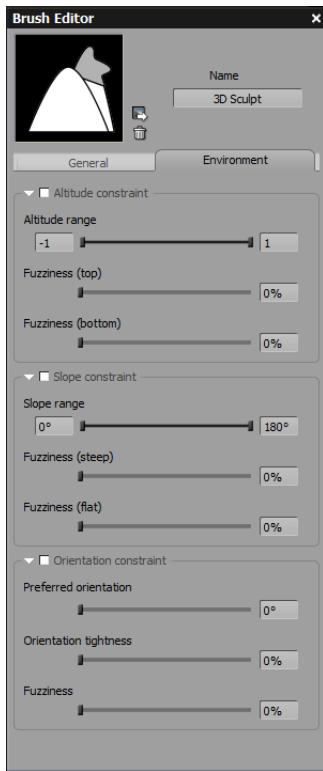 Brush Editor ×
Name
3D Sculpt
General Environment
Altitude constraint
Altitude range
-1 1
Fuzziness (top)
0%
Fuzziness (bottom)
0%
Slope constraint
Slope range
0° 180°
Fuzziness (steep)
0%
Fuzziness (flat)
0%
Orientation constraint
Preferred orientation
0°
Orientation tightness
0%
Fuzziness
0%